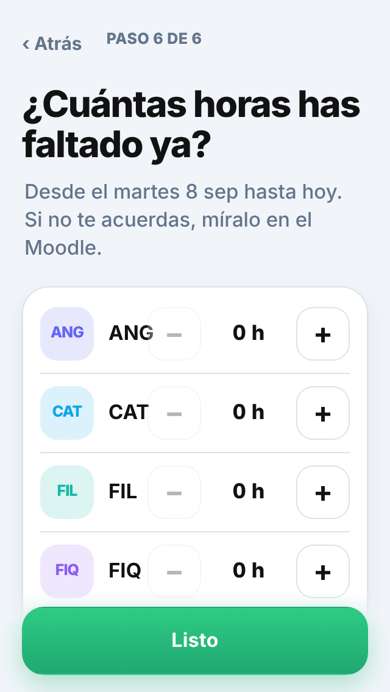 ‹ Atrás PASO 6 DE 6
¿Cuántas horas has
faltado ya?
Desde el martes 8 sep hasta hoy.
Si no te acuerdas, míralo en el
Moodle.
ANG ANG − 0 h +
CAT CAT − 0 h +
FIL FIL − 0 h +
FIQ FIQ − 0 h +
Listo